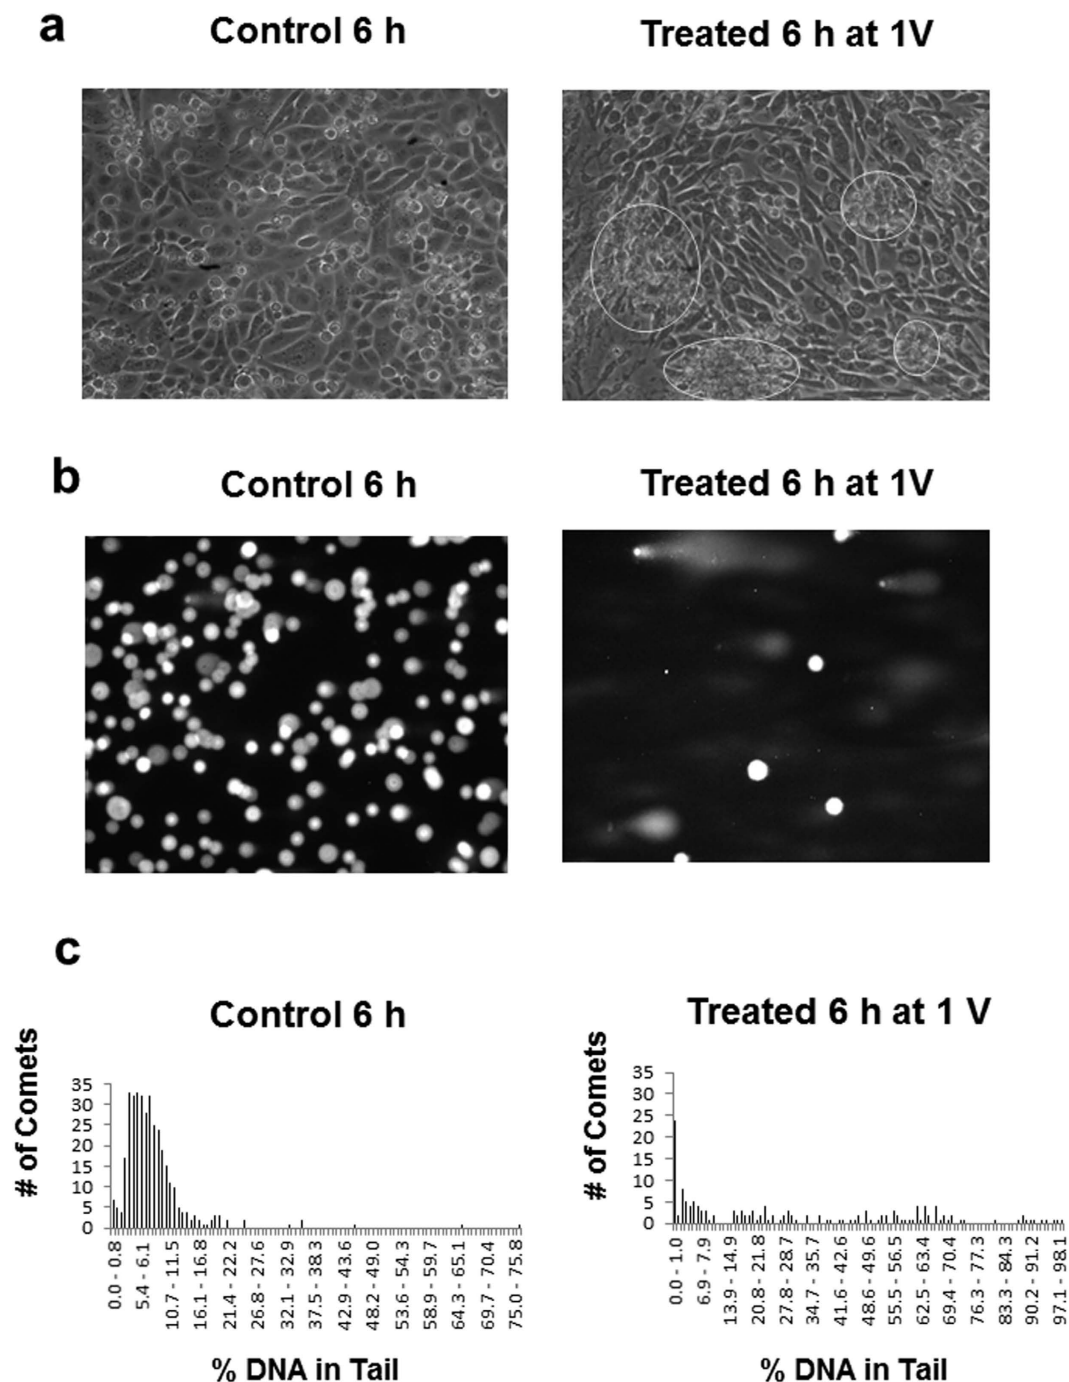 a
Control 6 h
Treated 6 h at 1V
b
Control 6 h
Treated 6 h at 1V
c
Control 6 h
# of Comets
35
30
25
20
15
10
5
0
0.0 - 0.8
5.4 - 6.1
10.7 - 11.5
16.1 - 16.8
21.4 - 22.2
26.8 - 27.6
32.1 - 32.9
37.5 - 38.3
42.9 - 43.6
48.2 - 49.0
53.6 - 54.3
58.9 - 59.7
64.3 - 65.1
69.7 - 70.4
75.0 - 75.8
% DNA in Tail
Treated 6 h at 1 V
# of Comets
35
30
25
20
15
10
5
0
0.0 - 1.0
6.9 - 7.9
13.9 - 14.9
20.8 - 21.8
27.8 - 28.7
34.7 - 35.7
41.6 - 42.6
48.6 - 49.6
55.5 - 56.5
62.5 - 63.4
69.4 - 70.4
76.3 - 77.3
83.3 - 84.3
90.2 - 91.2
97.1 - 98.1
% DNA in Tail